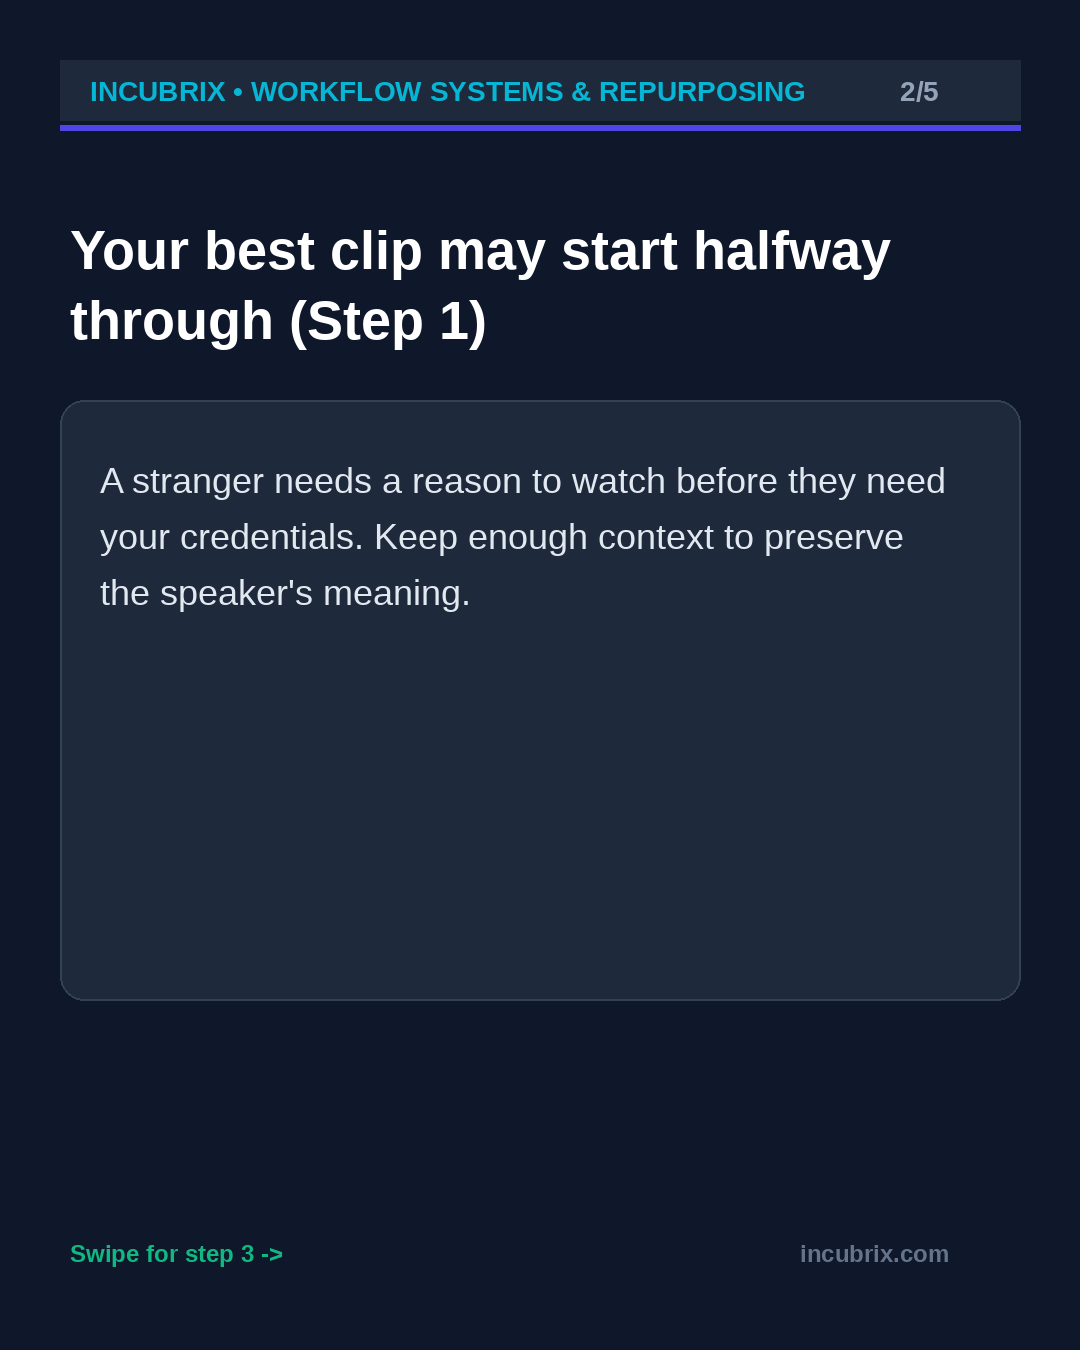 INCUBRIX • WORKFLOW SYSTEMS & REPURPOSING 2/5
Your best clip may start halfway
through (Step 1)
A stranger needs a reason to watch before they need
your credentials. Keep enough context to preserve
the speaker's meaning.
Swipe for step 3 -> incubrix.com